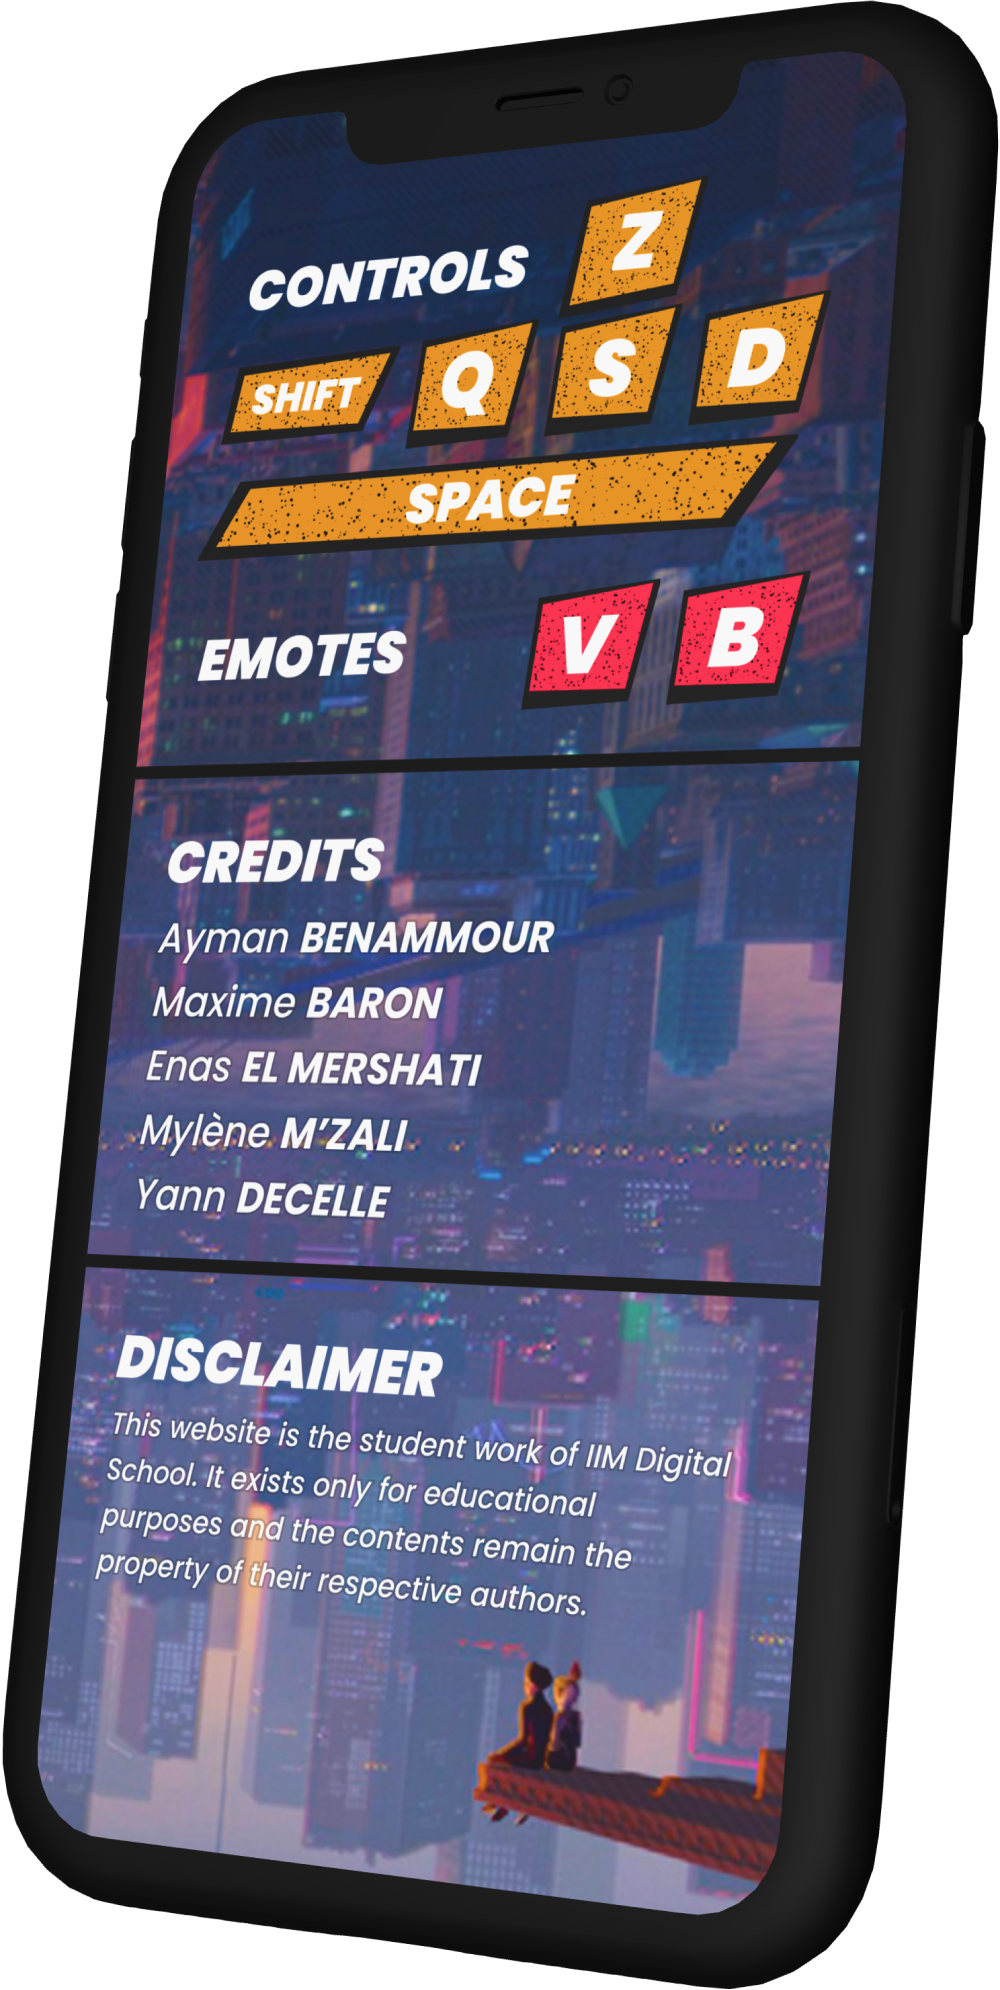 CONTROLS Z
SHIFT Q S D
SPACE
EMOTES V B
CREDITS
Ayman BENAMMOUR
Maxime BARON
Enas EL MERSHATI
Mylène M'ZALI
Yann DECELLE
DISCLAIMER
This website is the student work of IIM Digital
School. It exists only for educational
purposes and the contents remain the
property of their respective authors.